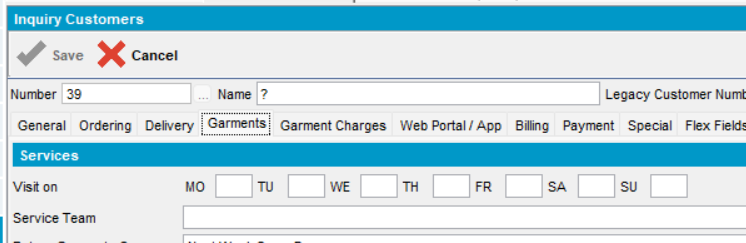 Inquiry Customers
Save Cancel
Number 39 ... Name ? Legacy Customer Numb
General Ordering Delivery Garments Garment Charges Web Portal / App Billing Payment Special Flex Fields
Services
Visit on MO TU WE TH FR SA SU
Service Team